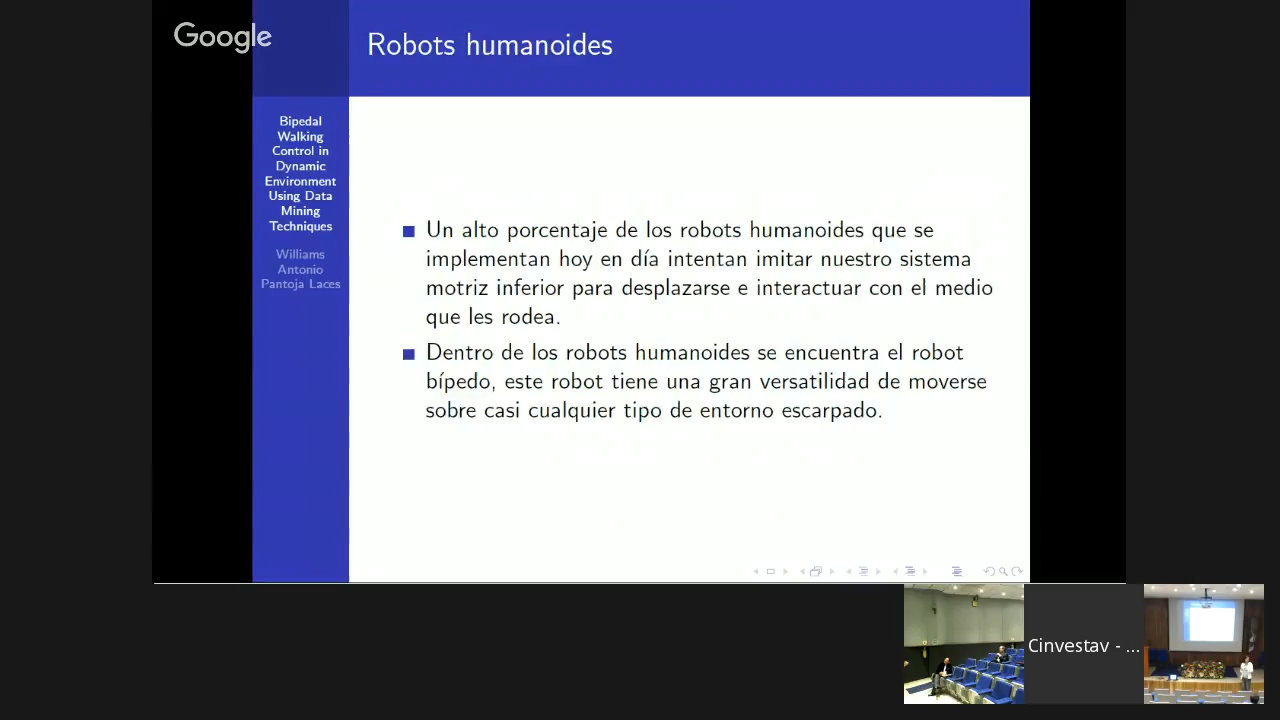 Google
Robots humanoides
Bipedal
Walking
Control in
Dynamic
Environment
Using Data
Mining
Techniques
Williams
Antonio
Pantoja Laces
Un alto porcentaje de los robots humanoides que se
implementan hoy en día intentan imitar nuestro sistema
motriz inferior para desplazarse e interactuar con el medio
que les rodea.
Dentro de los robots humanoides se encuentra el robot
bípedo, este robot tiene una gran versatilidad de moverse
sobre casi cualquier tipo de entorno escarpado.
Cinvestav - ...